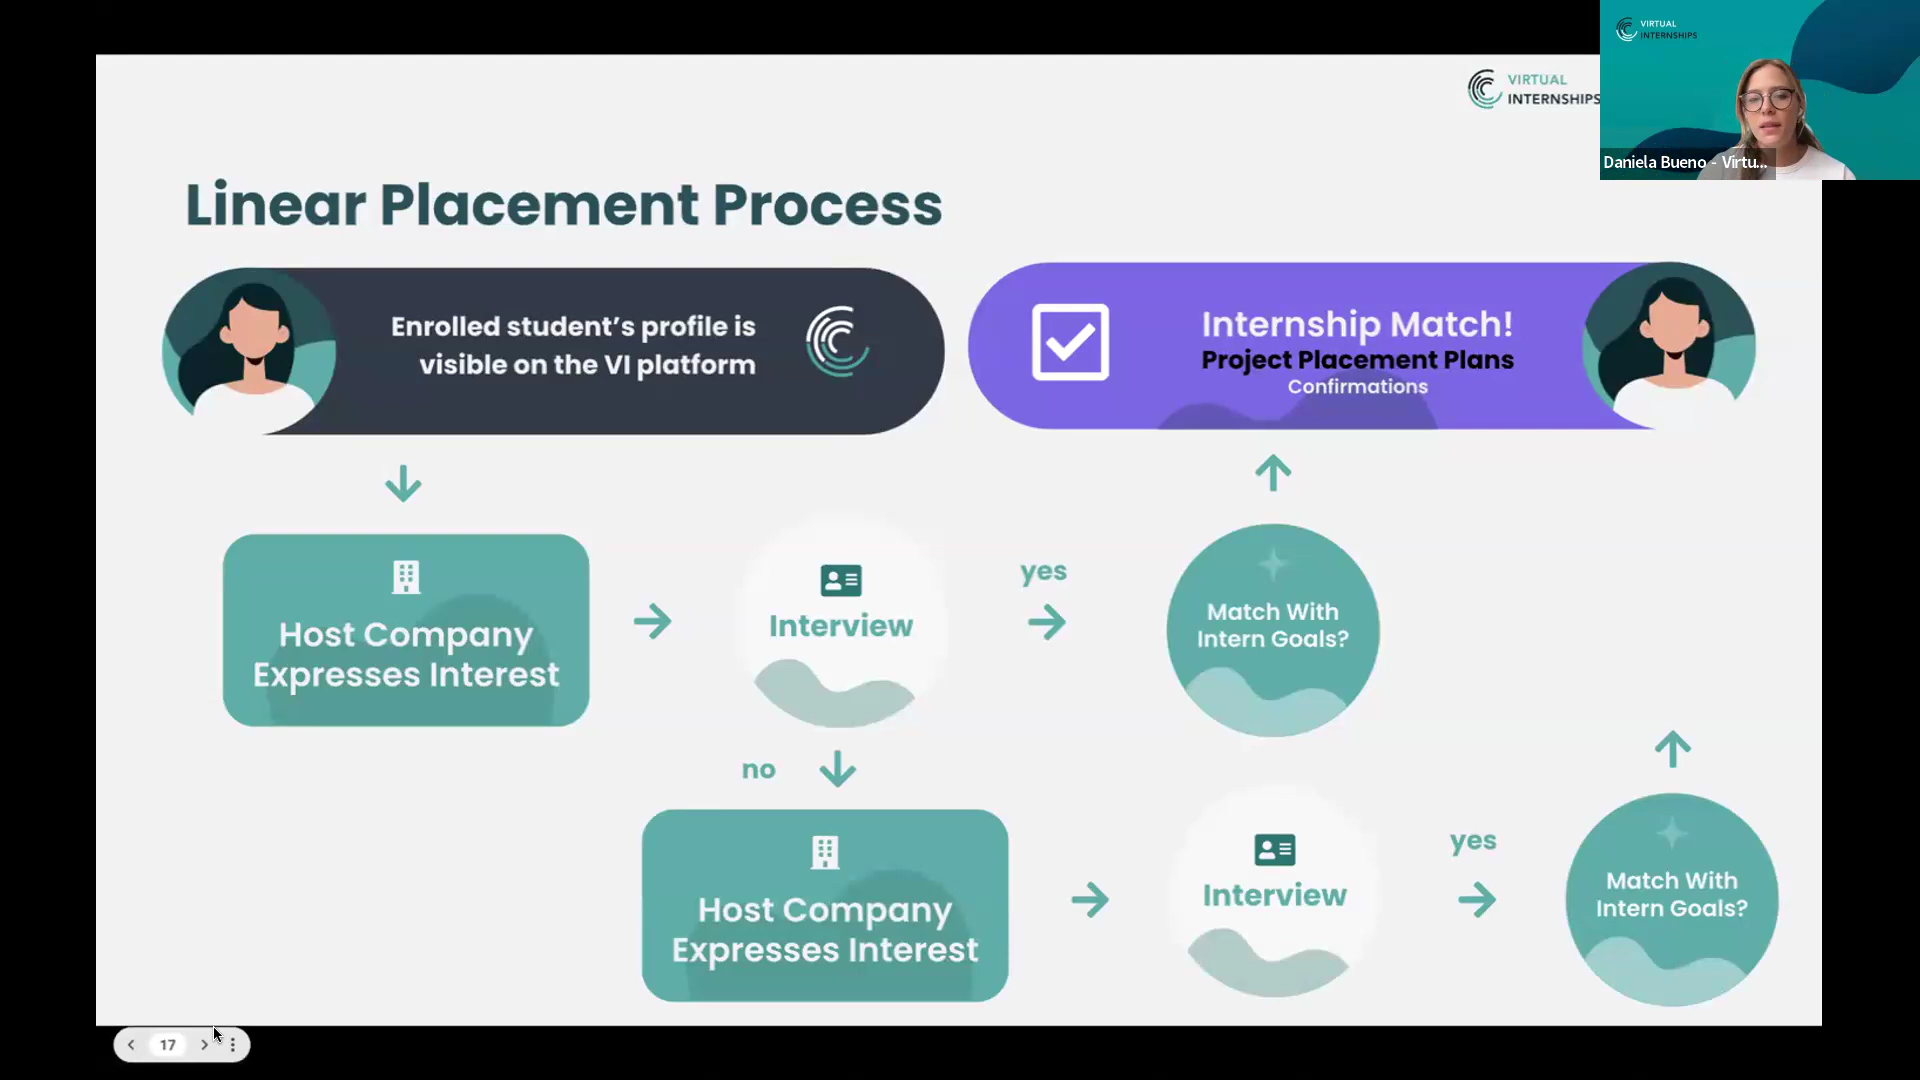 VIRTUAL
INTERNSHIPS
VIRTUAL
INTERNSHIPS
Daniela Bueno - Virtu...
Linear Placement Process
Enrolled student’s profile is
visible on the VI platform
Internship Match!
Project Placement Plans
Confirmations
Host Company
Expresses Interest
Interview
yes
Match With
Intern Goals?
no
Host Company
Expresses Interest
Interview
yes
Match With
Intern Goals?
17